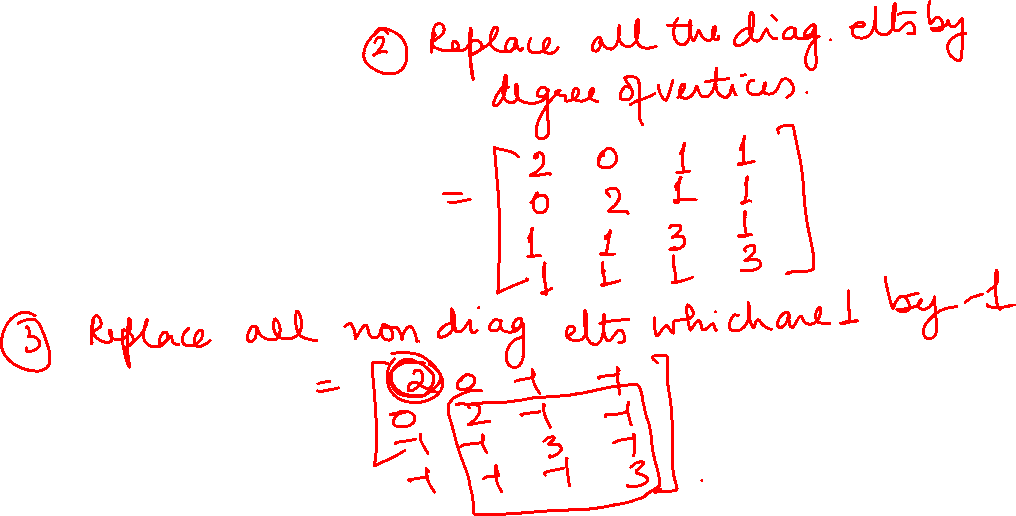 ② Replace all the diag. elts by
degree of vertices.
= [ 2 0 1 1
0 2 1 1
1 1 3 1
1 1 1 3 ]
③ Replace all non diag elts which are 1 by -1
= [ 2 0 -1 -1
0 2 -1 -1
-1 -1 3 -1
-1 -1 -1 3 ].